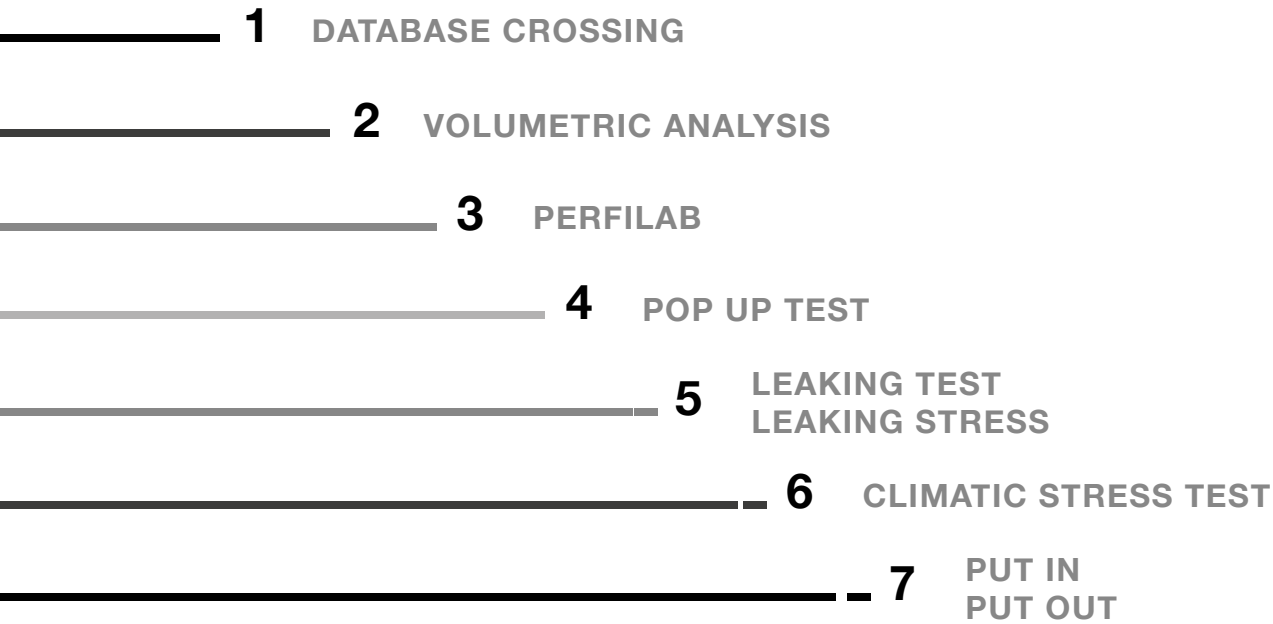 1 DATABASE CROSSING
2 VOLUMETRIC ANALYSIS
3 PERFILAB
4 POP UP TEST
5 LEAKING TEST
LEAKING STRESS
6 CLIMATIC STRESS TEST
7 PUT IN
PUT OUT